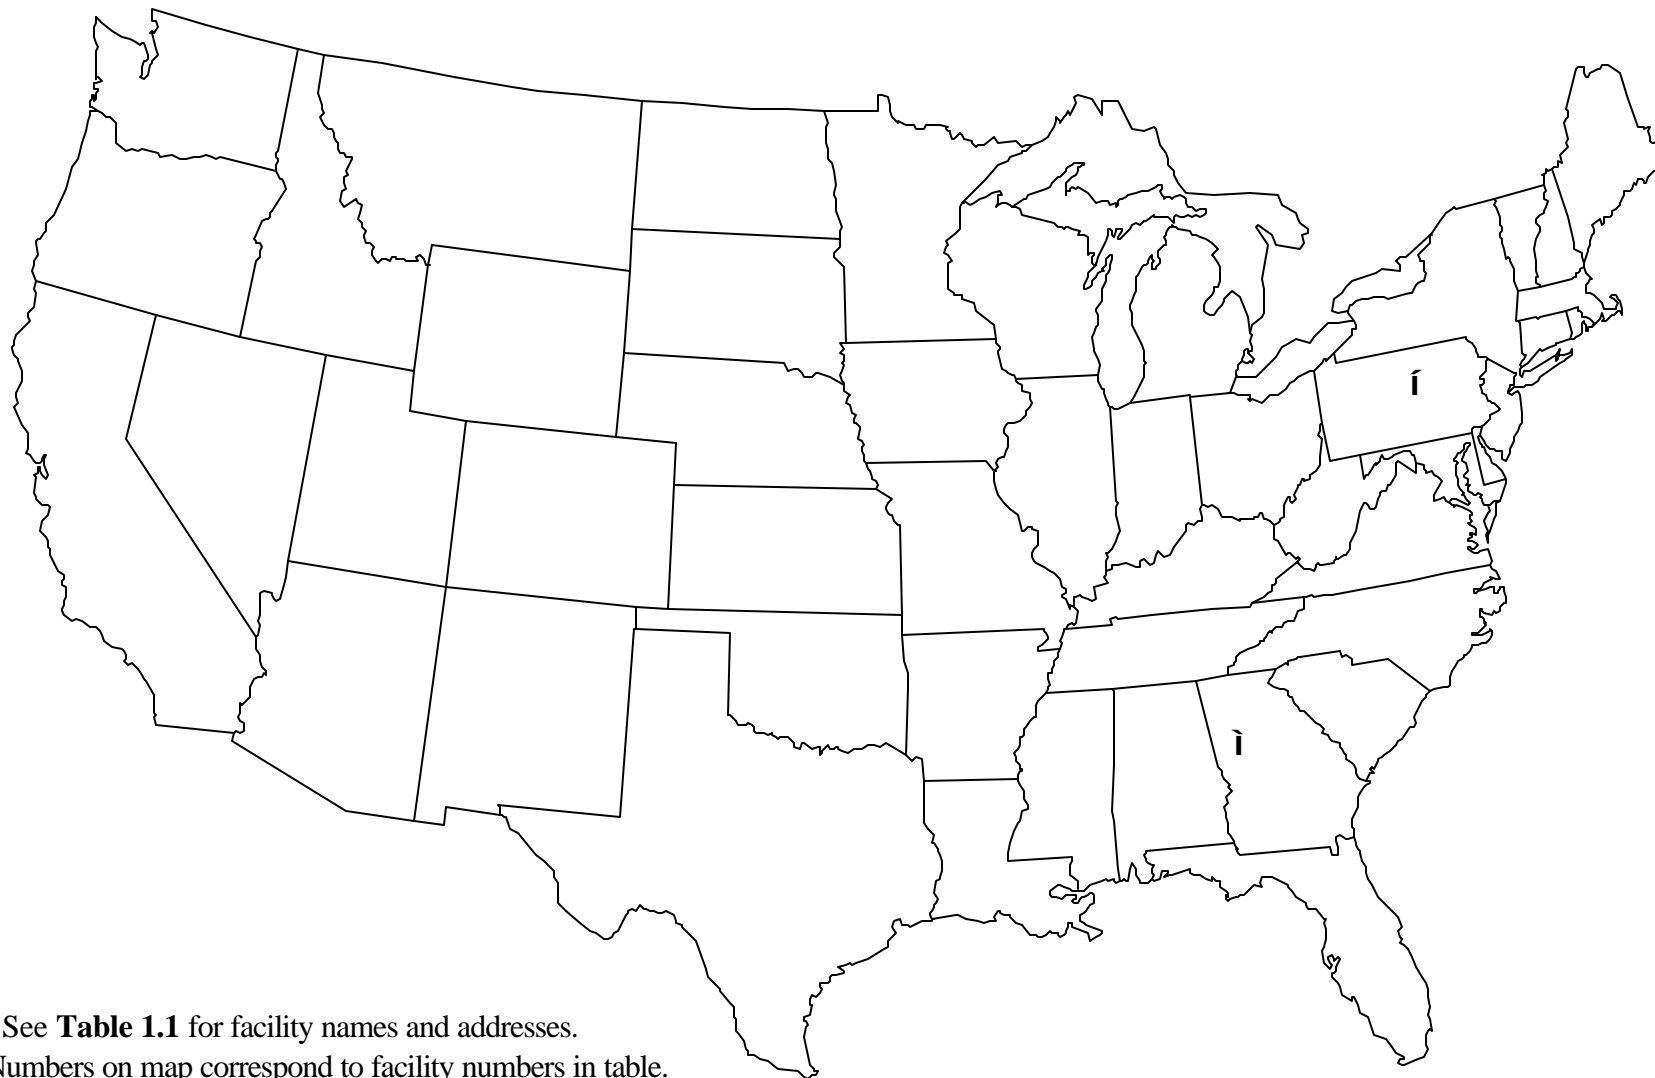 í
ì
See Table 1.1 for facility names and addresses.
Numbers on map correspond to facility numbers in table.